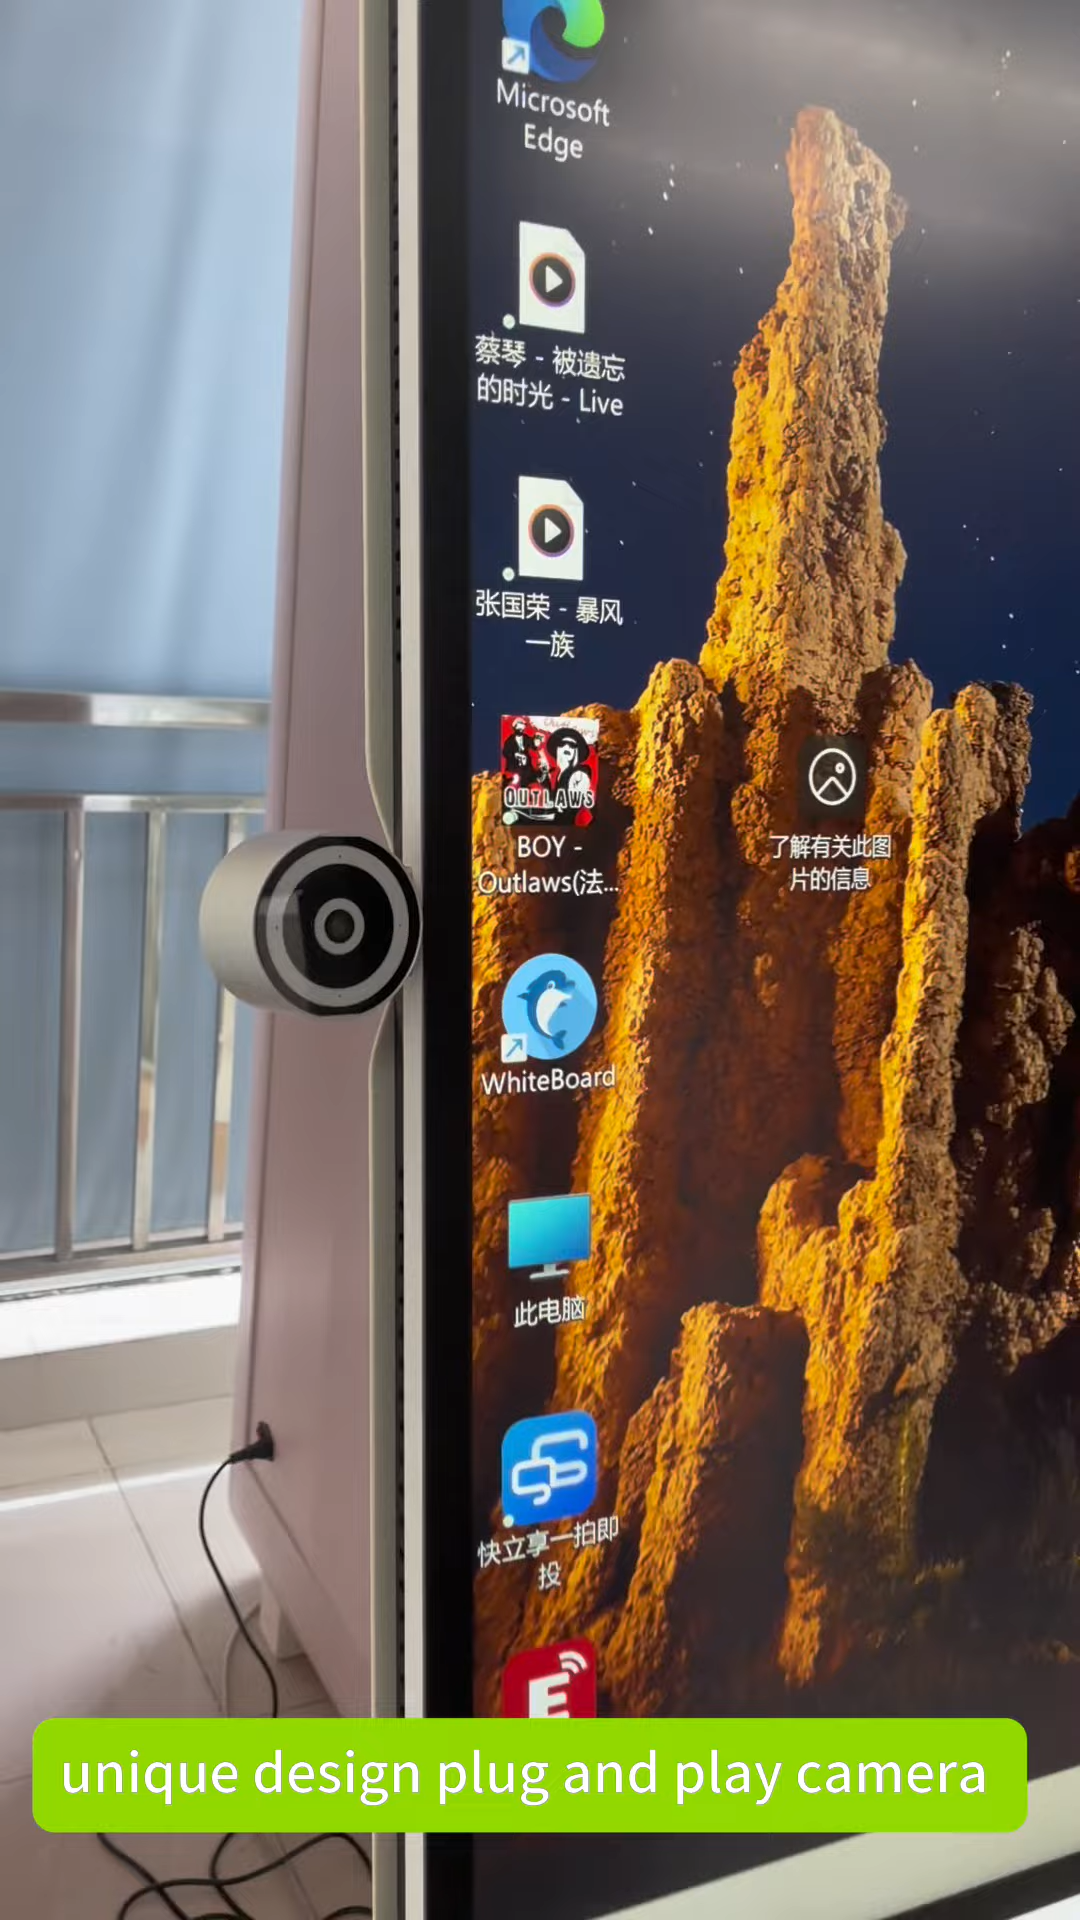 Microsoft
Edge
蔡琴 - 被遗忘
的时光 - Live
张国荣 - 暴风
一族
OUTLAWS
BOY -
Outlaws(法...
了解有关此图
片的信息
WhiteBoard
此电脑
快立享一拍即
投
E
unique design plug and play camera